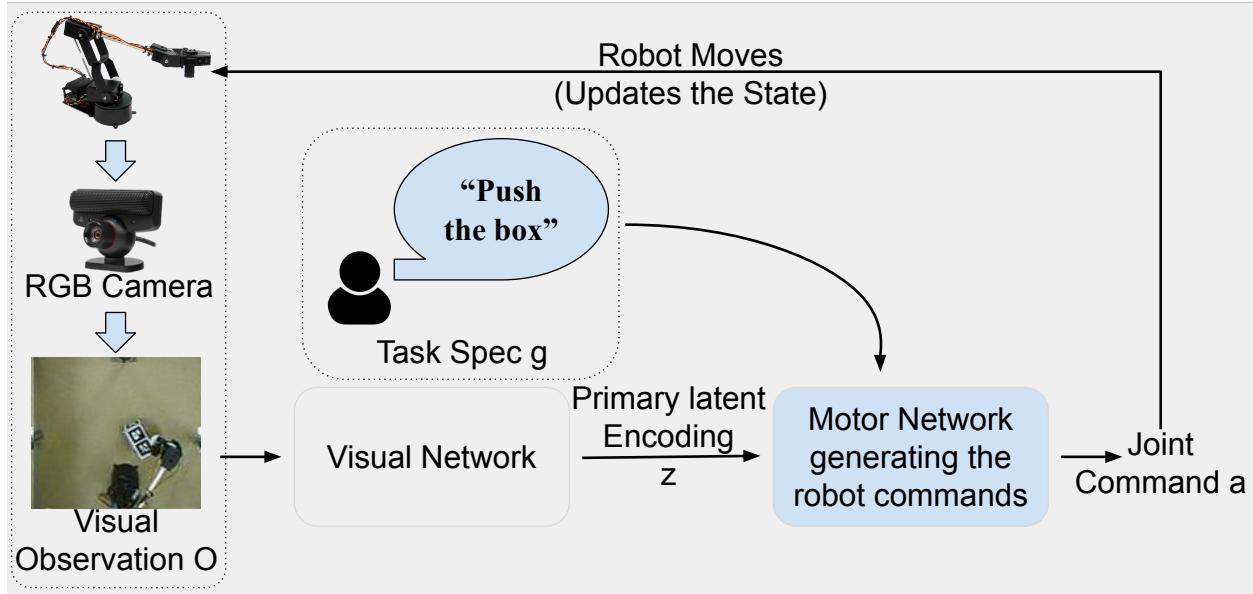 Robot Moves
(Updates the State)
“Push
the box”
RGB Camera
Task Spec g
Visual
Observation O
Visual Network
Primary latent
Encoding
z
Motor Network
generating the
robot commands
Joint
Command a